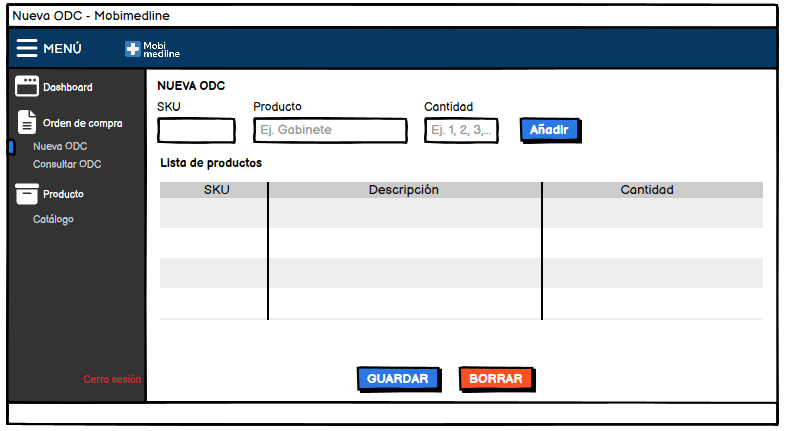 Nueva ODC - Mobimedline
MENÚ
Mobi
medline
Dashboard
Orden de compra
Nueva ODC
Consultar ODC
Producto
Catálogo
Cerra sesión
NUEVA ODC
SKU Producto Cantidad
Ej. Gabinete Ej. 1, 2, 3,... Añadir
Lista de productos
SKU Descripción Cantidad
GUARDAR BORRAR